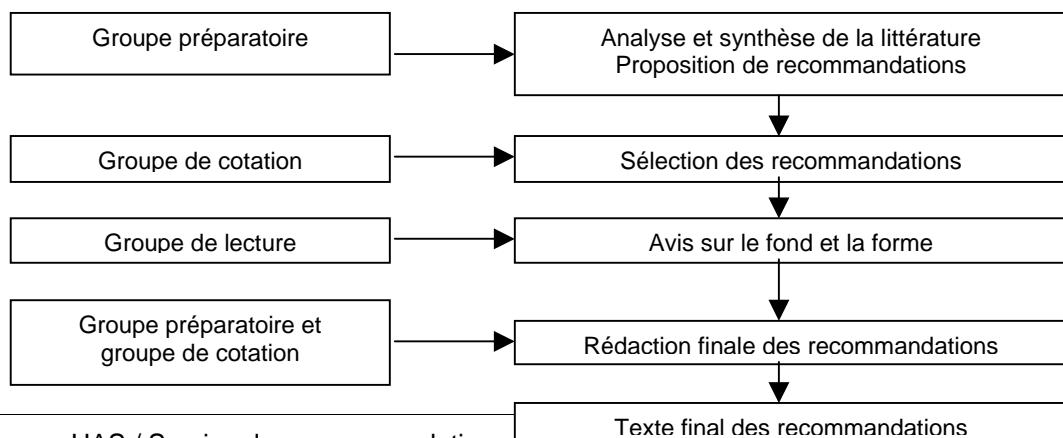 Groupe préparatoire
Analyse et synthèse de la littérature
Proposition de recommandations
Groupe de cotation
Sélection des recommandations
Groupe de lecture
Avis sur le fond et la forme
Groupe préparatoire et
groupe de cotation
Rédaction finale des recommandations
Texte final des recommandations
HAS /